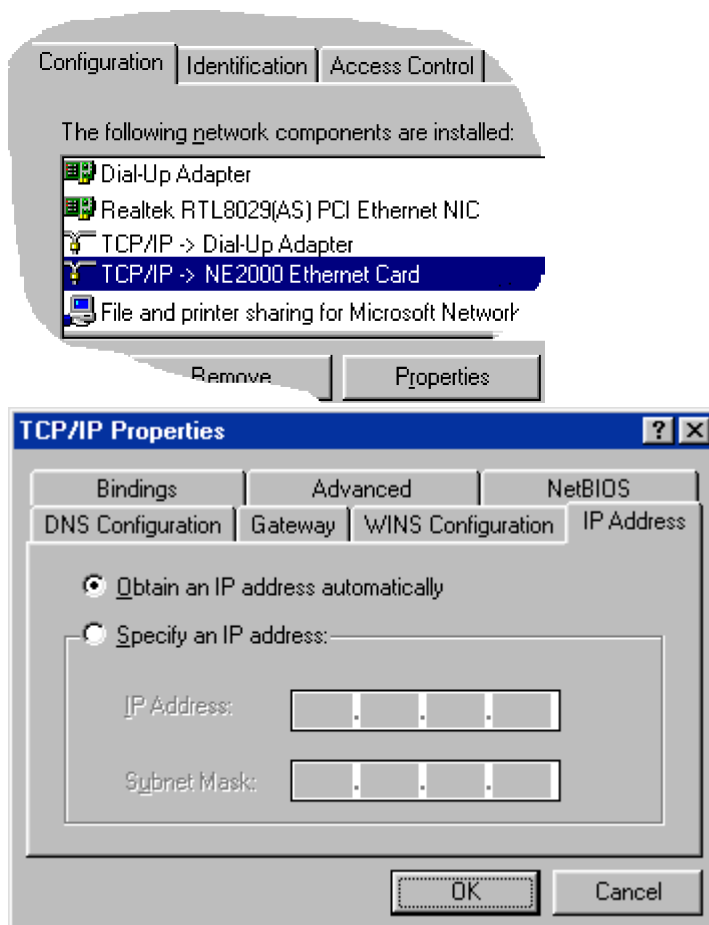 Configuration Identification Access Control
The following network components are installed:
Dial-Up Adapter
Realtek RTL8029(AS) PCI Ethernet NIC
TCP/IP -> Dial-Up Adapter
TCP/IP -> NE2000 Ethernet Card
File and printer sharing for Microsoft Network
Remove Properties
TCP/IP Properties
Bindings Advanced NetBIOS
DNS Configuration Gateway WINS Configuration IP Address
Obtain an IP address automatically
Specify an IP address:
IP Address: . . .
Subnet Mask: . . .
OK Cancel